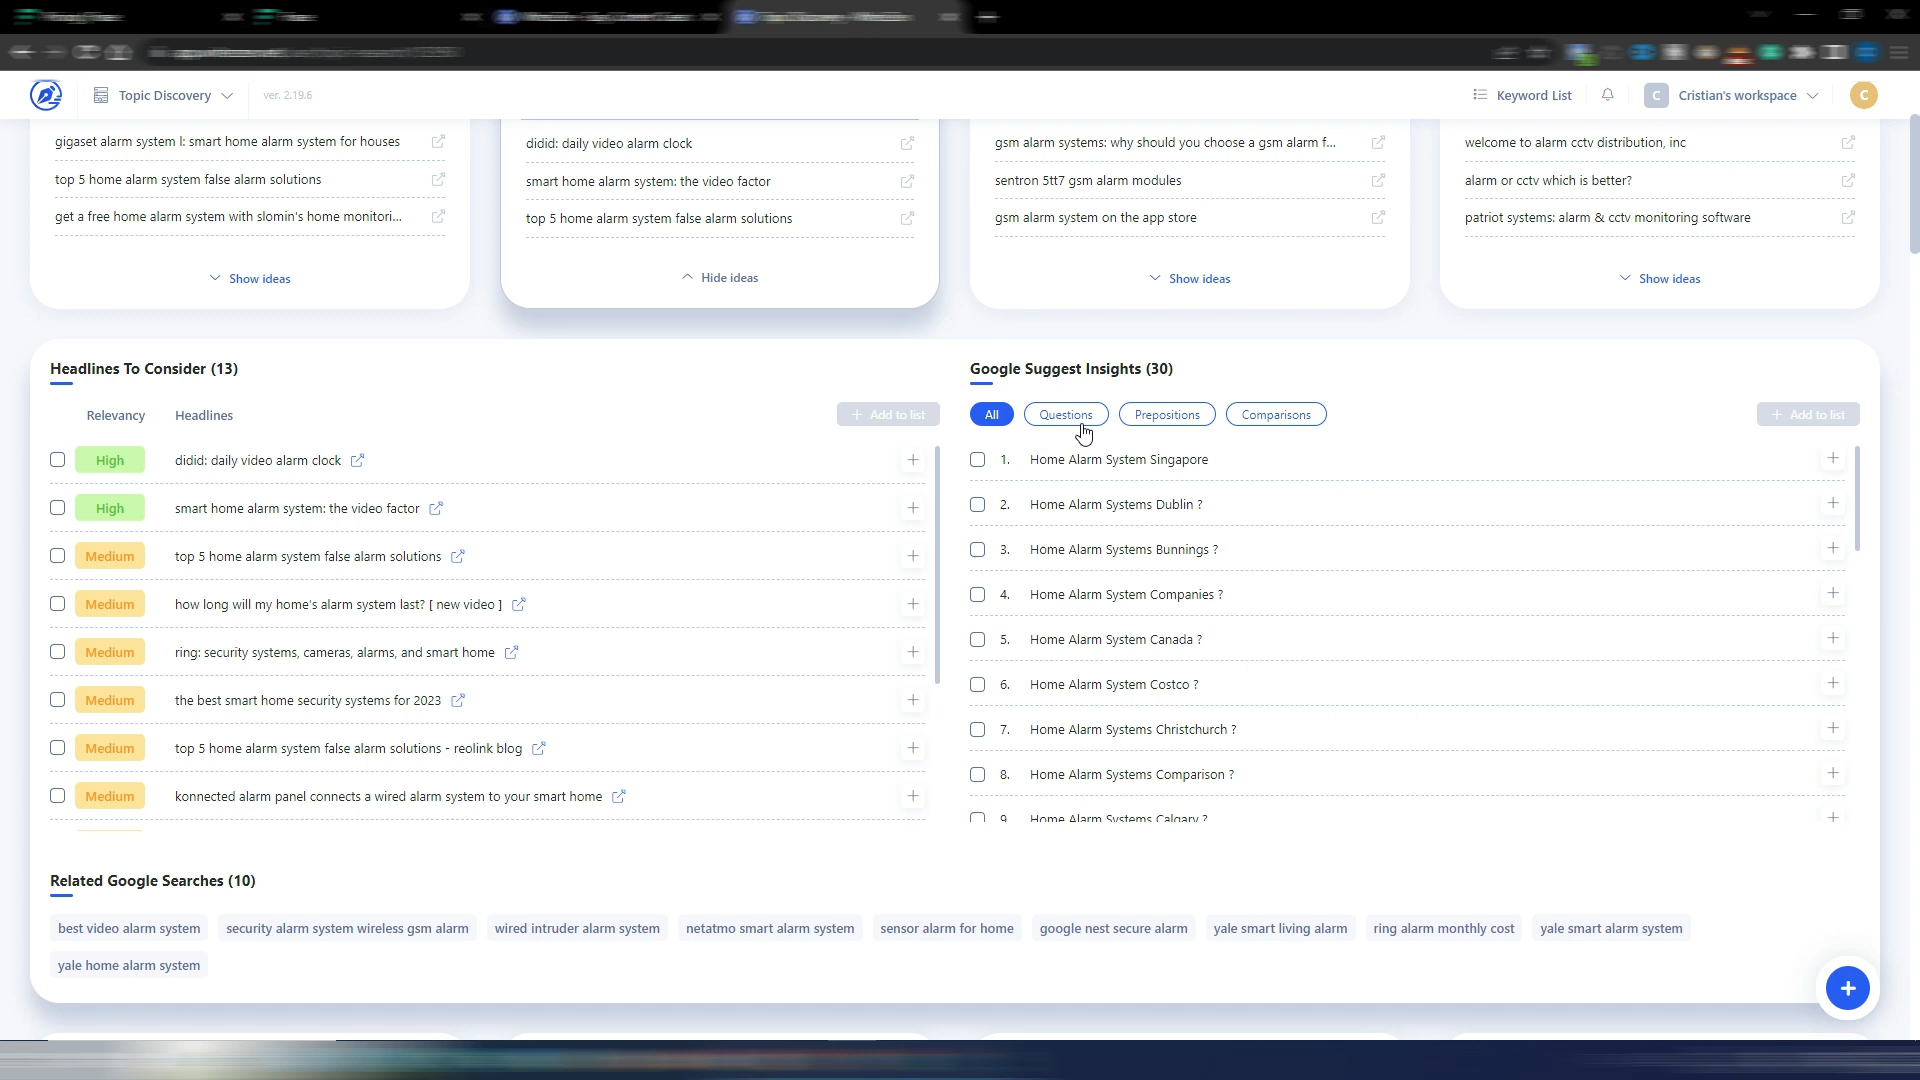 Topic Discovery
ver. 2.19.6
Keyword List
C
Cristian's workspace
C
gigaset alarm system l: smart home alarm system for houses
top 5 home alarm system false alarm solutions
get a free home alarm system with slomin's home monitori...
Show ideas
didid: daily video alarm clock
smart home alarm system: the video factor
top 5 home alarm system false alarm solutions
Hide ideas
gsm alarm systems: why should you choose a gsm alarm f...
sentron 5tt7 gsm alarm modules
gsm alarm system on the app store
Show ideas
welcome to alarm cctv distribution, inc
alarm or cctv which is better?
patriot systems: alarm & cctv monitoring software
Show ideas
Headlines To Consider (13)
Relevancy Headlines
+ Add to list
High didid: daily video alarm clock
High smart home alarm system: the video factor
Medium top 5 home alarm system false alarm solutions
Medium how long will my home's alarm system last? [ new video ]
Medium ring: security systems, cameras, alarms, and smart home
Medium the best smart home security systems for 2023
Medium top 5 home alarm system false alarm solutions - reolink blog
Medium konnected alarm panel connects a wired alarm system to your smart home
Google Suggest Insights (30)
All Questions Prepositions Comparisons
+ Add to list
1. Home Alarm System Singapore
2. Home Alarm Systems Dublin ?
3. Home Alarm Systems Bunnings ?
4. Home Alarm System Companies ?
5. Home Alarm System Canada ?
6. Home Alarm System Costco ?
7. Home Alarm Systems Christchurch ?
8. Home Alarm Systems Comparison ?
9. Home Alarm Systems Calgary ?
Related Google Searches (10)
best video alarm system security alarm system wireless gsm alarm wired intruder alarm system netatmo smart alarm system sensor alarm for home google nest secure alarm yale smart living alarm ring alarm monthly cost yale smart alarm system
yale home alarm system